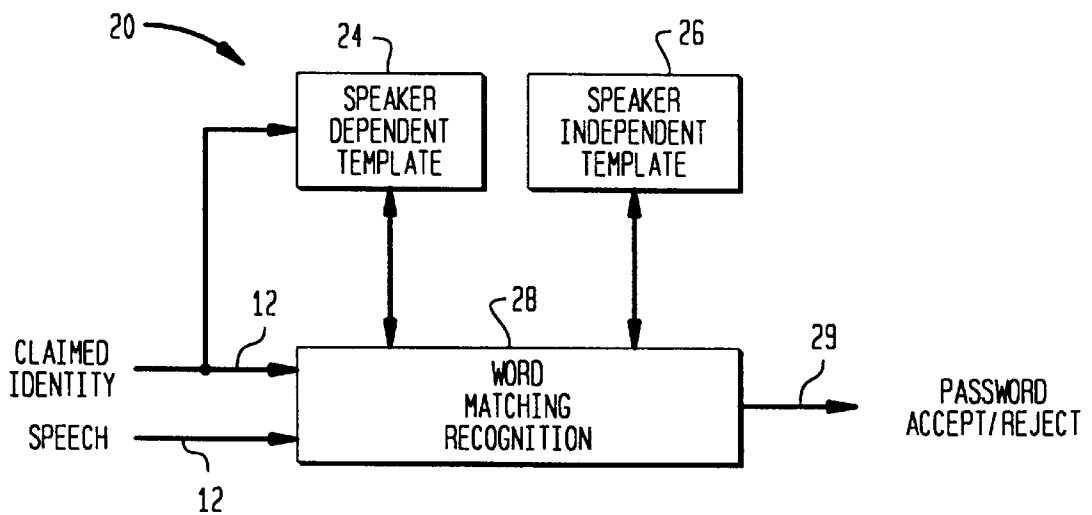 20
24
26
SPEAKER
DEPENDENT
TEMPLATE
SPEAKER
INDEPENDENT
TEMPLATE
28
12
29
CLAIMED
IDENTITY
WORD
MATCHING
RECOGNITION
PASSWORD
ACCEPT/REJECT
SPEECH
12